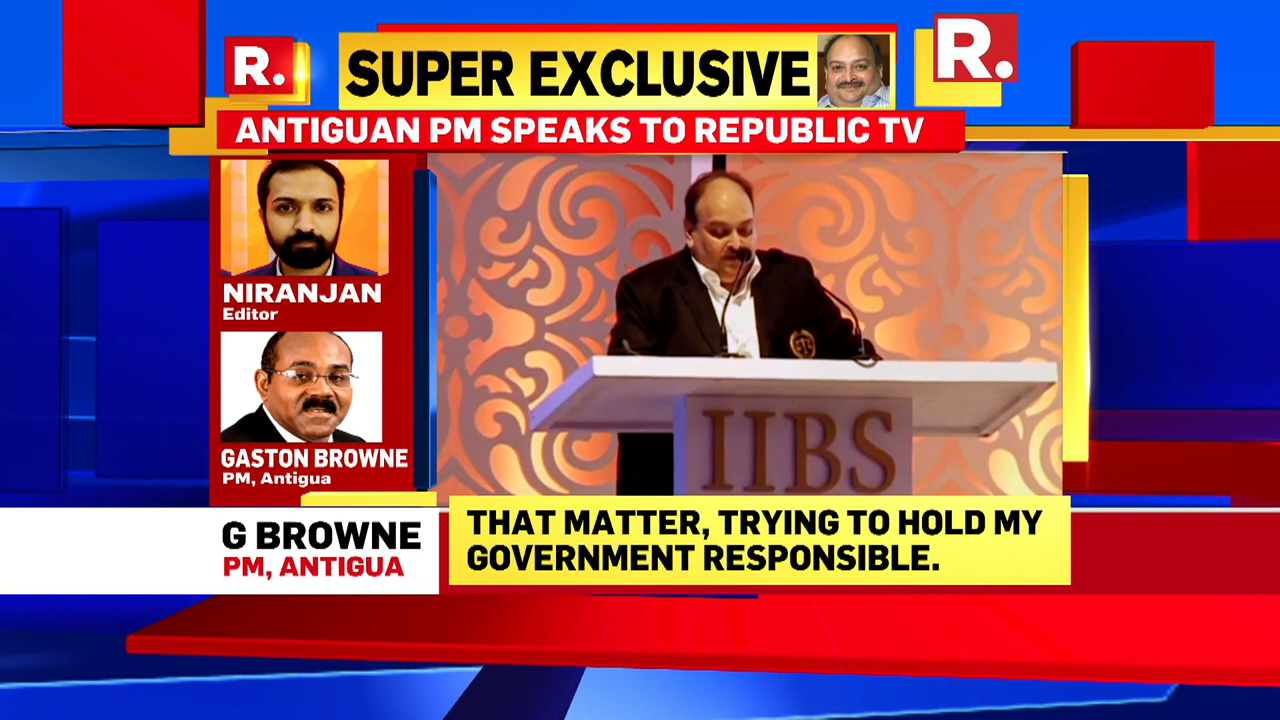 R.
SUPER EXCLUSIVE
R.
ANTIGUAN PM SPEAKS TO REPUBLIC TV
NIRANJAN
Editor
GASTON BROWNE
PM, Antigua
IIBS
G BROWNE
PM, ANTIGUA
THAT MATTER, TRYING TO HOLD MY
GOVERNMENT RESPONSIBLE.